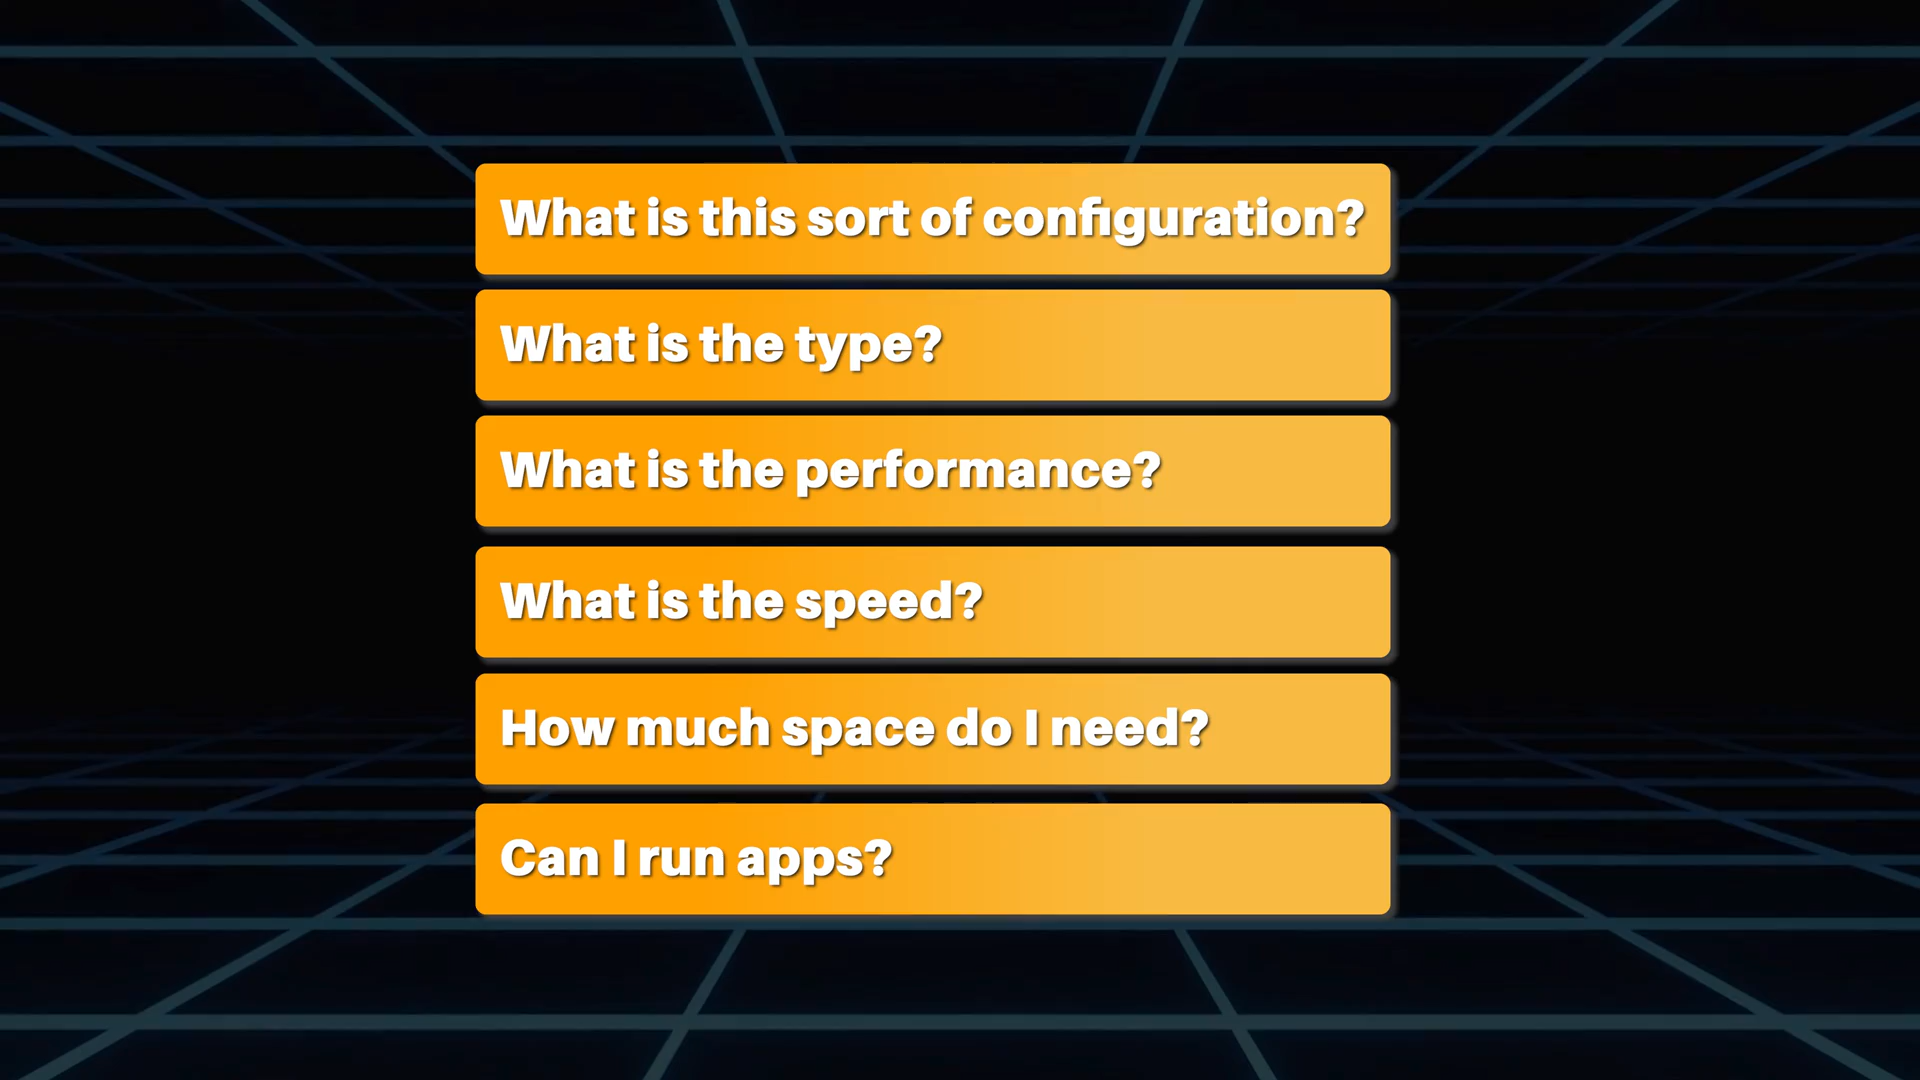 What is this sort of configuration?
What is the type?
What is the performance?
What is the speed?
How much space do I need?
Can I run apps?